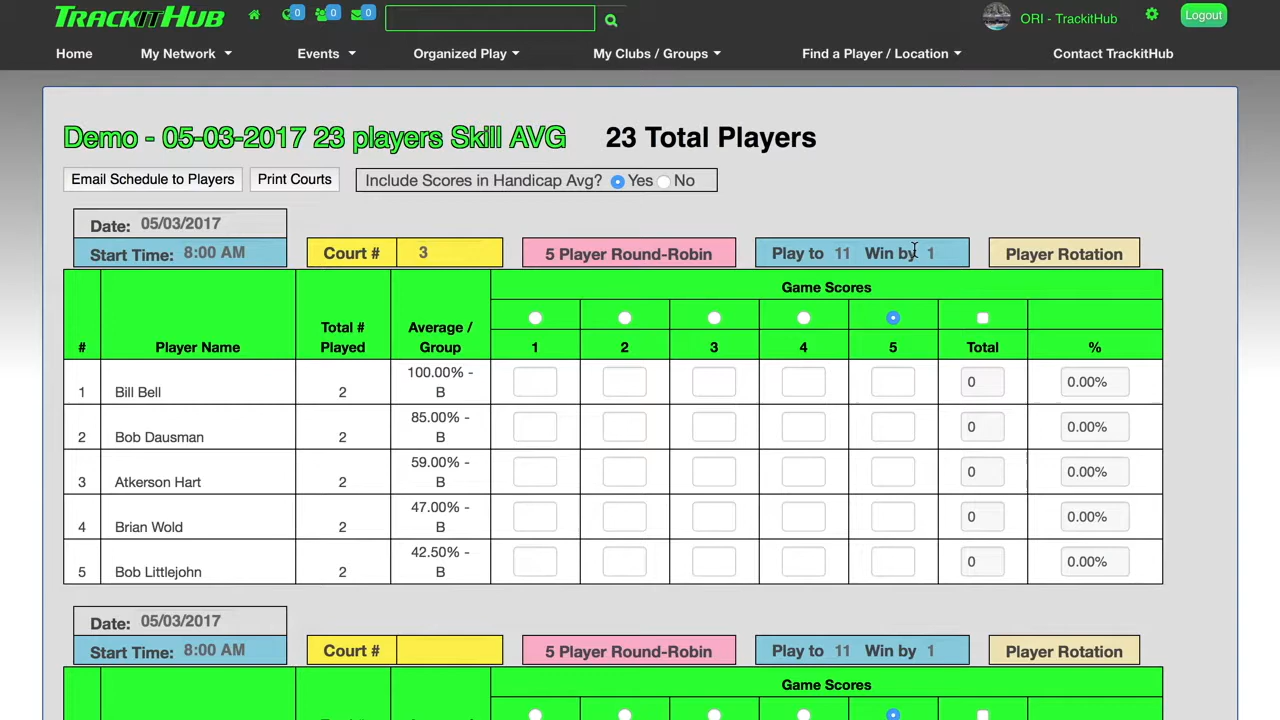 TRACKITHUB
0 0 0
ORI - TrackitHub
Logout
Home My Network Events Organized Play My Clubs / Groups Find a Player / Location Contact TrackitHub
Demo - 05-03-2017 23 players Skill AVG 23 Total Players
Email Schedule to Players Print Courts Include Scores in Handicap Avg? Yes No
Date: 05/03/2017
Start Time: 8:00 AM Court # 3 5 Player Round-Robin Play to 11 Win by 1 Player Rotation
Game Scores
# Player Name Total # Played Average / Group 1 2 3 4 5 Total %
1 Bill Bell 2 100.00% - B 0 0.00%
2 Bob Dausman 2 85.00% - B 0 0.00%
3 Atkerson Hart 2 59.00% - B 0 0.00%
4 Brian Wold 2 47.00% - B 0 0.00%
5 Bob Littlejohn 2 42.50% - B 0 0.00%
Date: 05/03/2017
Start Time: 8:00 AM Court # 5 Player Round-Robin Play to 11 Win by 1 Player Rotation
Game Scores